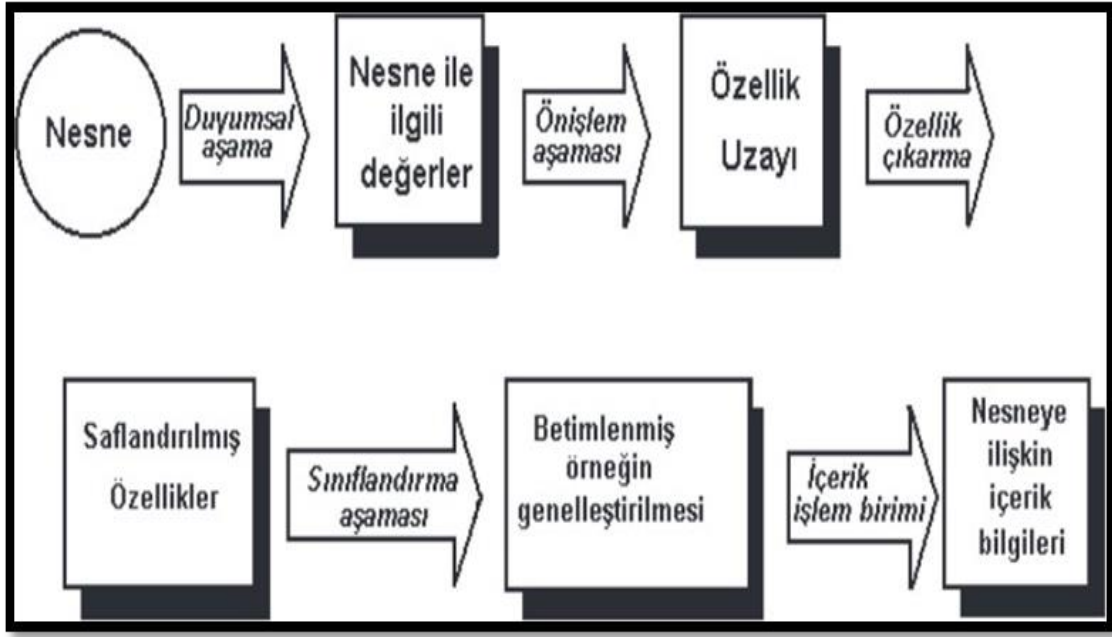 Nesne
Duyumsal
aşama
Nesne ile
ilgili
değerler
Önişlem
aşaması
Özellik
Uzayı
Özellik
çıkarma
Saflandırılmış
Özellikler
Sınıflandırma
aşaması
Betimlenmiş
örneğin
genelleştirilmesi
İçerik
işlem birimi
Nesneye
ilişkin
içerik
bilgileri